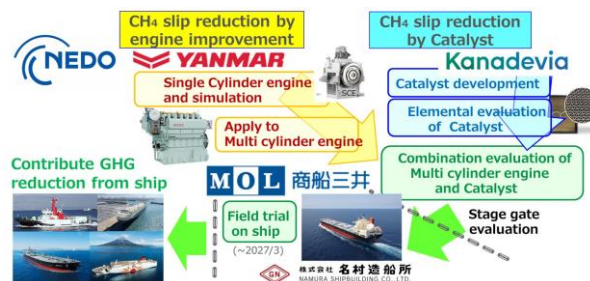 CH₄ slip reduction by
engine improvement
CH₄ slip reduction
by Catalyst
NEDO
YANMAR
Kanadevia
Single Cylinder engine
and simulation
SCE
Catalyst development
Elemental evaluation
of Catalyst
Apply to
Multi cylinder engine
Combination evaluation of
Multi cylinder engine
and Catalyst
Contribute GHG
reduction from ship
MOL 商船三井
Field trial
on ship
(~2027/3)
Stage gate
evaluation
GN
株式会社 名村造船所
NAMURA SHIPBUILDING CO., LTD.